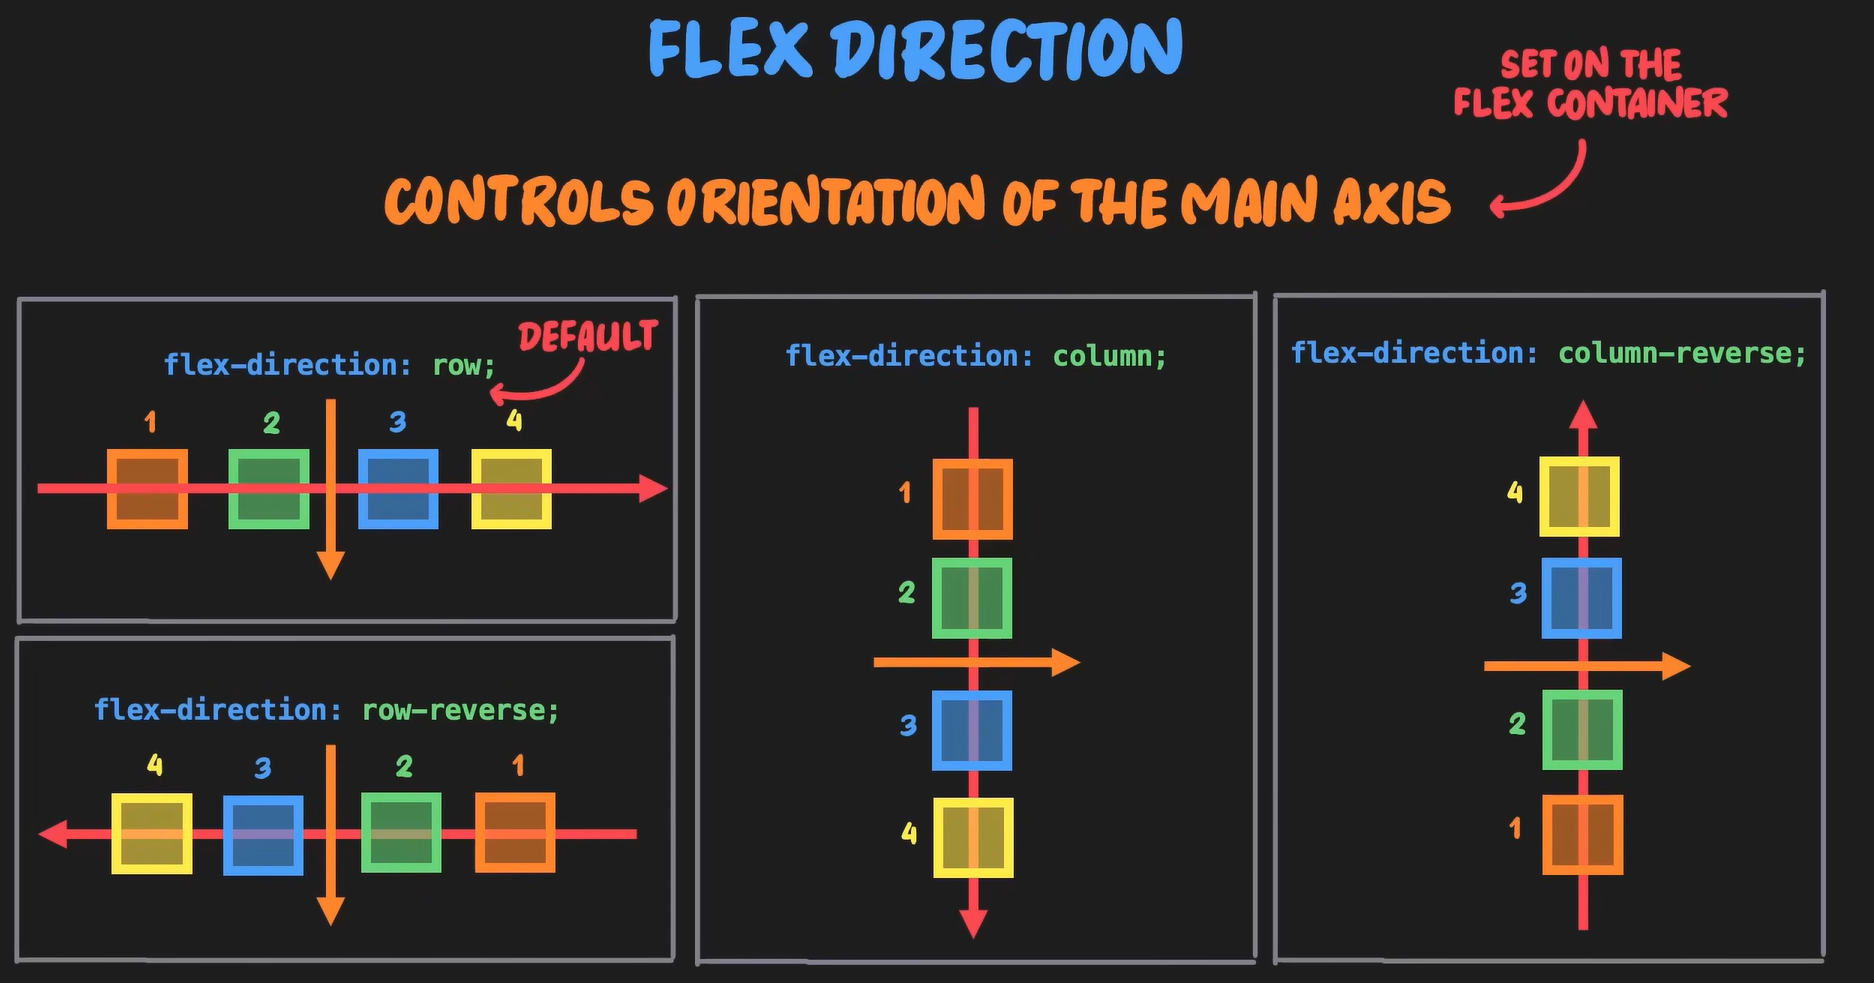 FLEX DIRECTION
SET ON THE
FLEX CONTAINER
CONTROLS ORIENTATION OF THE MAIN AXIS
DEFAULT
flex-direction: row;
1 2 3 4
flex-direction: row-reverse;
4 3 2 1
flex-direction: column;
1
2
3
4
flex-direction: column-reverse;
4
3
2
1